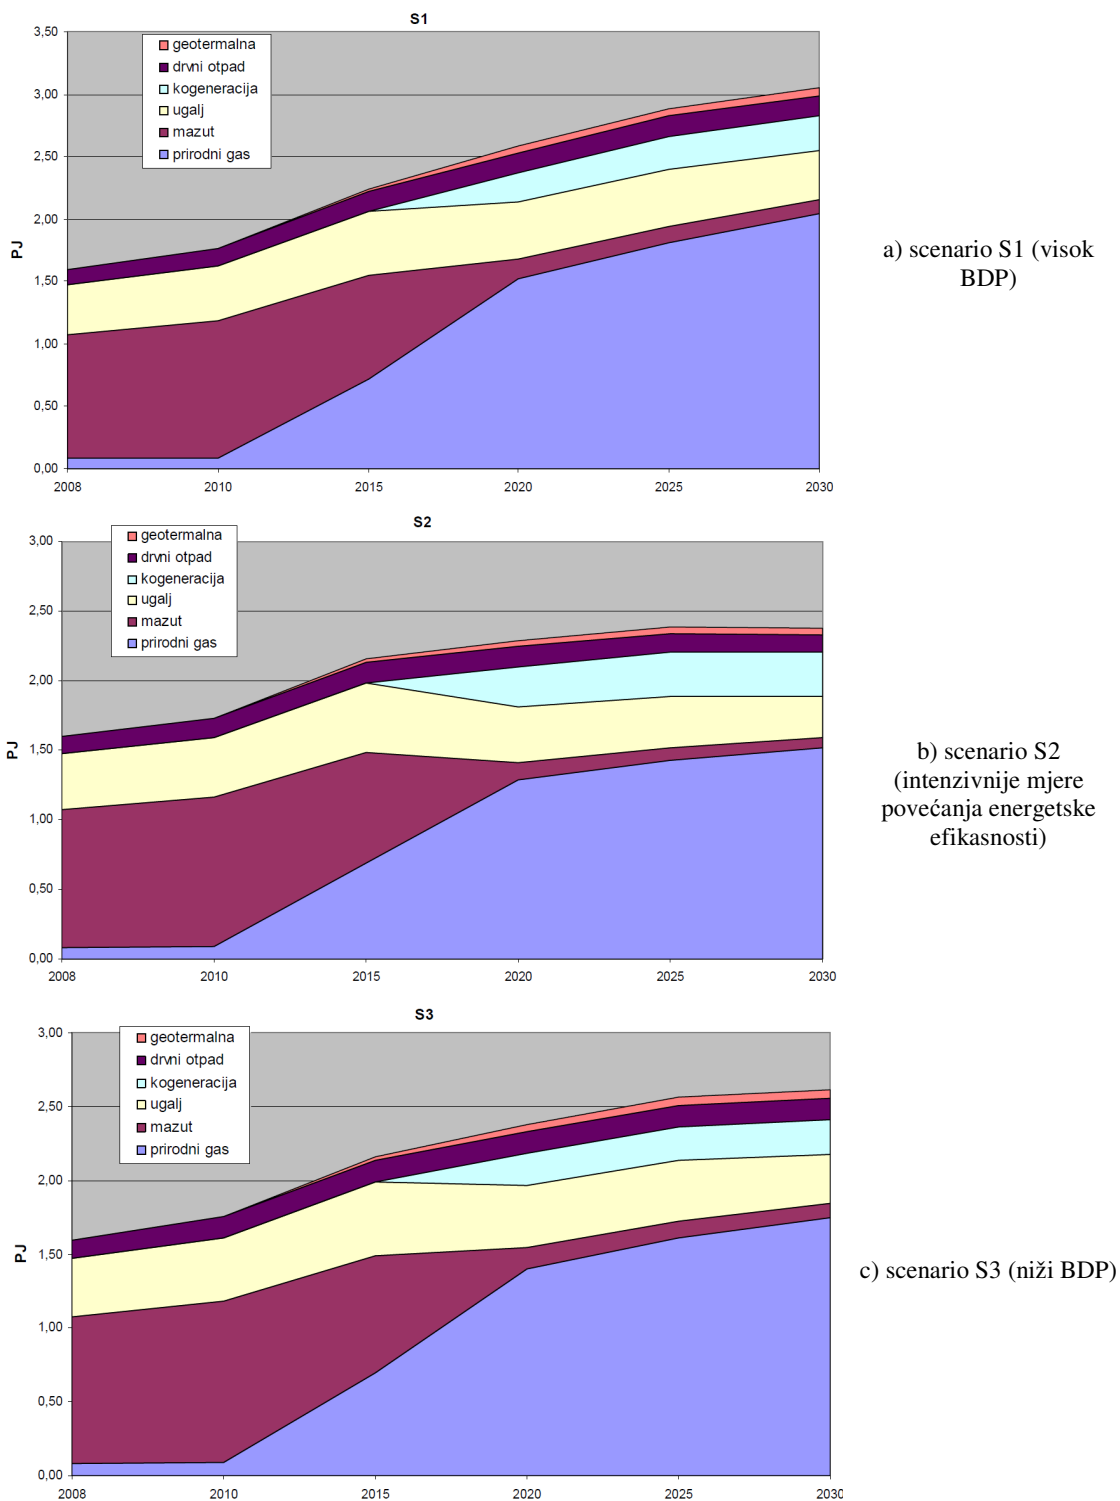 S1
3,50
3,00
2,50
2,00
1,50
1,00
0,50
0,00
PJ
geotermalna
drvni otpad
kogeneracija
ugalj
mazut
prirodni gas
2008 2010 2015 2020 2025 2030
a) scenario S1 (visok
BDP)
S2
3,00
2,50
2,00
1,50
1,00
0,50
0,00
PJ
geotermalna
drvni otpad
kogeneracija
ugalj
mazut
prirodni gas
2008 2010 2015 2020 2025 2030
b) scenario S2
(intenzivnije mjere
povećanja energetske
efikasnosti)
S3
3,00
2,50
2,00
1,50
1,00
0,50
0,00
PJ
geotermalna
drvni otpad
kogeneracija
ugalj
mazut
prirodni gas
2008 2010 2015 2020 2025 2030
c) scenario S3 (niži BDP)